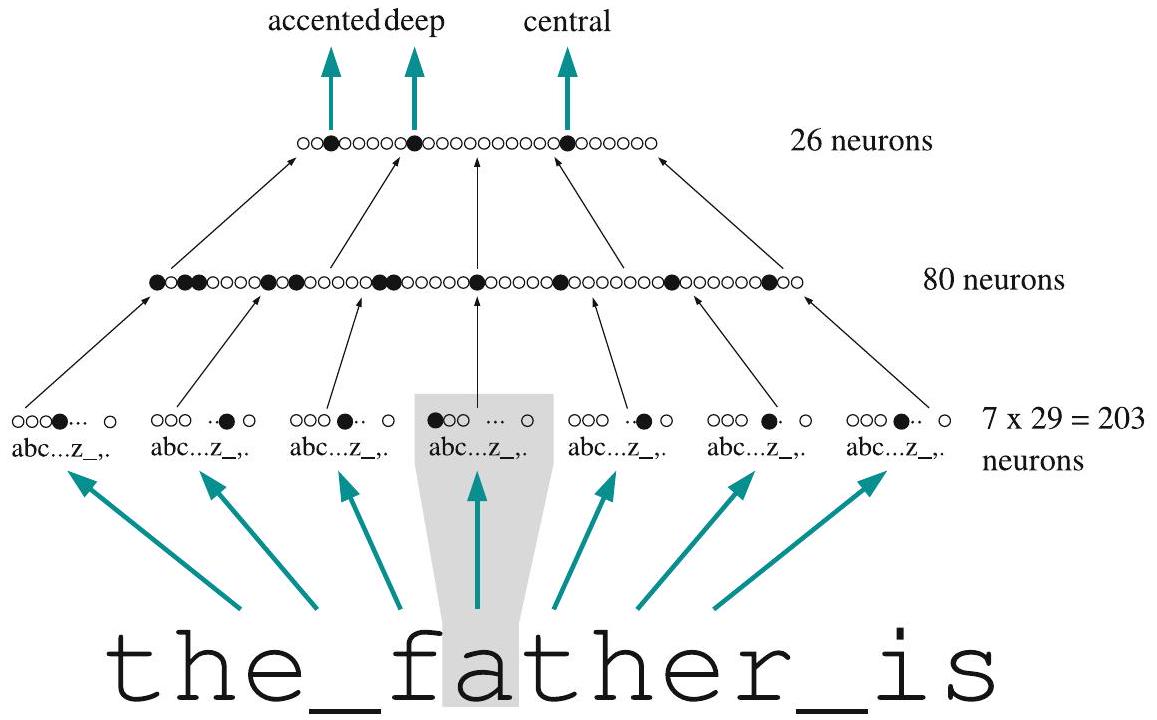 accented deep central
26 neurons
80 neurons
7 x 29 = 203
neurons
abc...z_,. abc...z_,. abc...z_,. abc...z_,. abc...z_,. abc...z_,. abc...z_,.
the_father_is